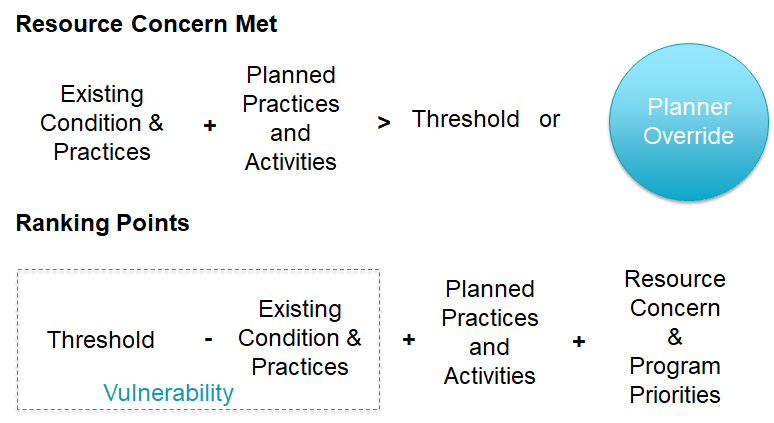 Resource Concern Met
Existing
Condition &
Practices
+
Planned
Practices
and
Activities
>
Threshold or
Planner
Override
Ranking Points
Threshold
-
Existing
Condition &
Practices
Vulnerability
+
Planned
Practices
and
Activities
+
Resource
Concern
&
Program
Priorities